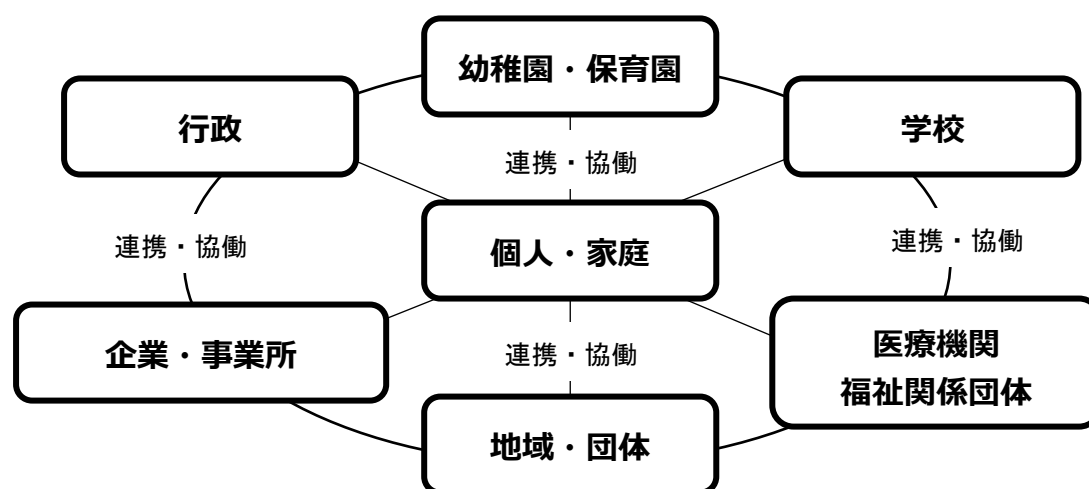 幼稚園・保育園
行政
学校
連携・協働
個人・家庭
連携・協働
連携・協働
企業・事業所
連携・協働
医療機関
福祉関係団体
地域・団体